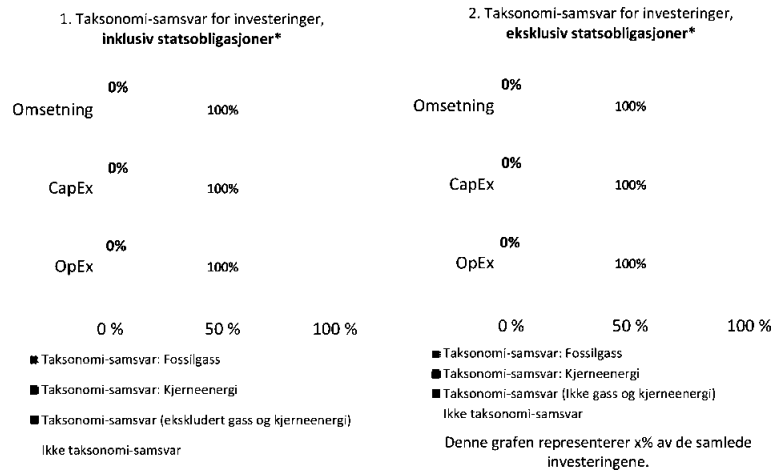 1. Taksonomi-samsvar for investeringer,
inklusiv statsobligasjoner*
0%
Omsetning
100%
0%
CapEx
100%
0%
OpEx
100%
0 %
50 %
100 %
Taksonomi-samsvar: Fossilgass
Taksonomi-samsvar: Kjerneenergi
Taksonomi-samsvar (ekskludert gass og kjerneenergi)
Ikke taksonomi-samsvar
2. Taksonomi-samsvar for investeringer,
eksklusiv statsobligasjoner*
0%
Omsetning
100%
0%
CapEx
100%
0%
OpEx
100%
0 %
50 %
100 %
Taksonomi-samsvar: Fossilgass
Taksonomi-samsvar: Kjerneenergi
Taksonomi-samsvar (Ikke gass og kjerneenergi)
Ikke taksonomi-samsvar
Denne grafen representerer x% av de samlede
investeringene.